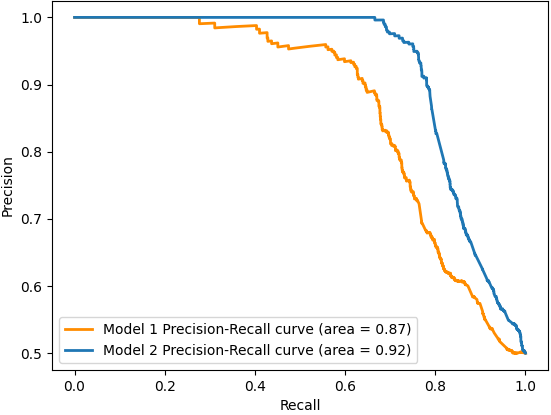 1.0
0.9
0.8
0.7
0.6
0.5
Precision
Model 1 Precision-Recall curve (area = 0.87)
Model 2 Precision-Recall curve (area = 0.92)
0.0 0.2 0.4 0.6 0.8 1.0
Recall